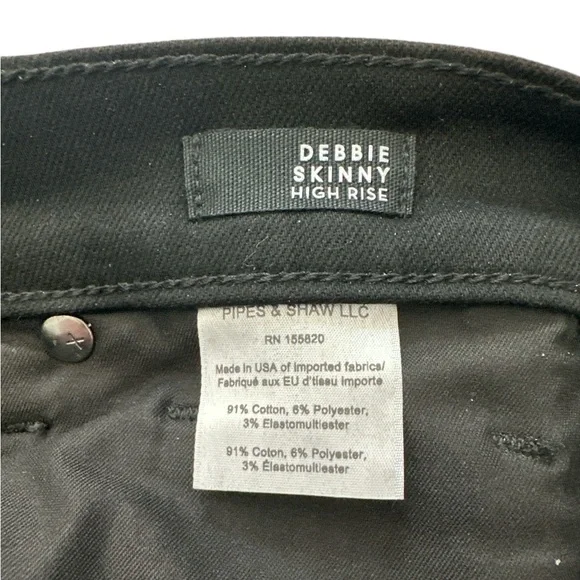 DEBBIE
SKINNY
HIGH RISE
PIPES & SHAW LLC
RN 155820
Made in USA of imported fabrics/
Fabriqué aux EU d'tissu importe
91% Cotton, 6% Polyester,
3% Elastomultiester
91% Coton, 6% Polyester,
3% Élastomultiester